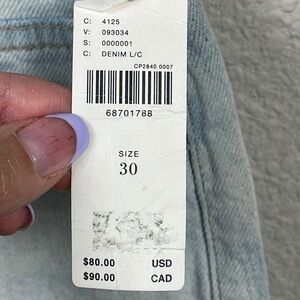 C: 4125
V: 093034
S: 0000001
C: DENIM L/C
CP2840 0007
68701788
SIZE
30
$80.00 USD
$90.00 CAD